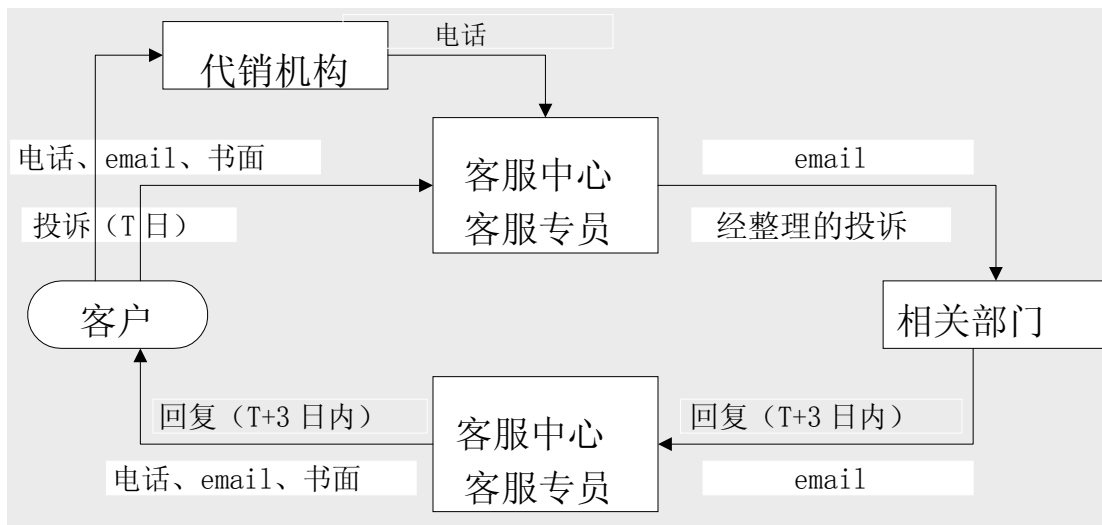 电话
代销机构
电话、email、书面
客服中心
客服专员
email
投诉（T 日）
经整理的投诉
客户
相关部门
回复（T+3 日内）
客服中心
客服专员
回复（T+3 日内）
电话、email、书面
email